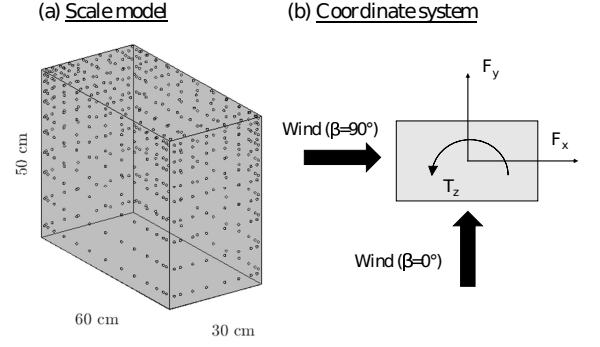 (a) Scale model
(b) Coordinate system
50 cm
60 cm
30 cm
Fy
Wind (β=90°)
Fx
Tz
Wind (β=0°)